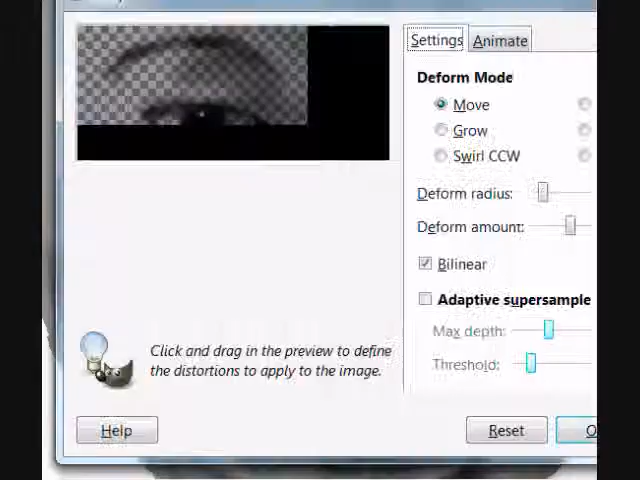 Settings
Animate
Deform Mode
Move
Grow
Swirl CCW
Deform radius:
Deform amount:
Bilinear
Adaptive supersample
Max depth:
Threshold:
Click and drag in the preview to define
the distortions to apply to the image.
Help
Reset